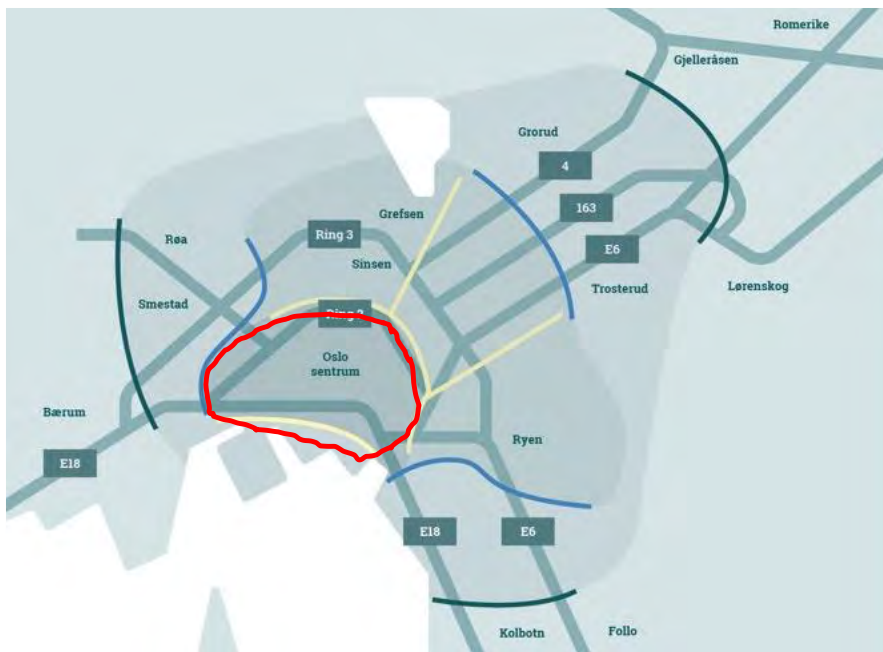 Romerike
Gjelleråsen
Grorud
4
163
Grefsen
Ring 3
Røa
E6
Sinsen
Trosterud
Lørenskog
Smestad
Ring 2
Oslo
sentrum
Bærum
Ryen
E18
E18
E6
Kolbotn
Follo